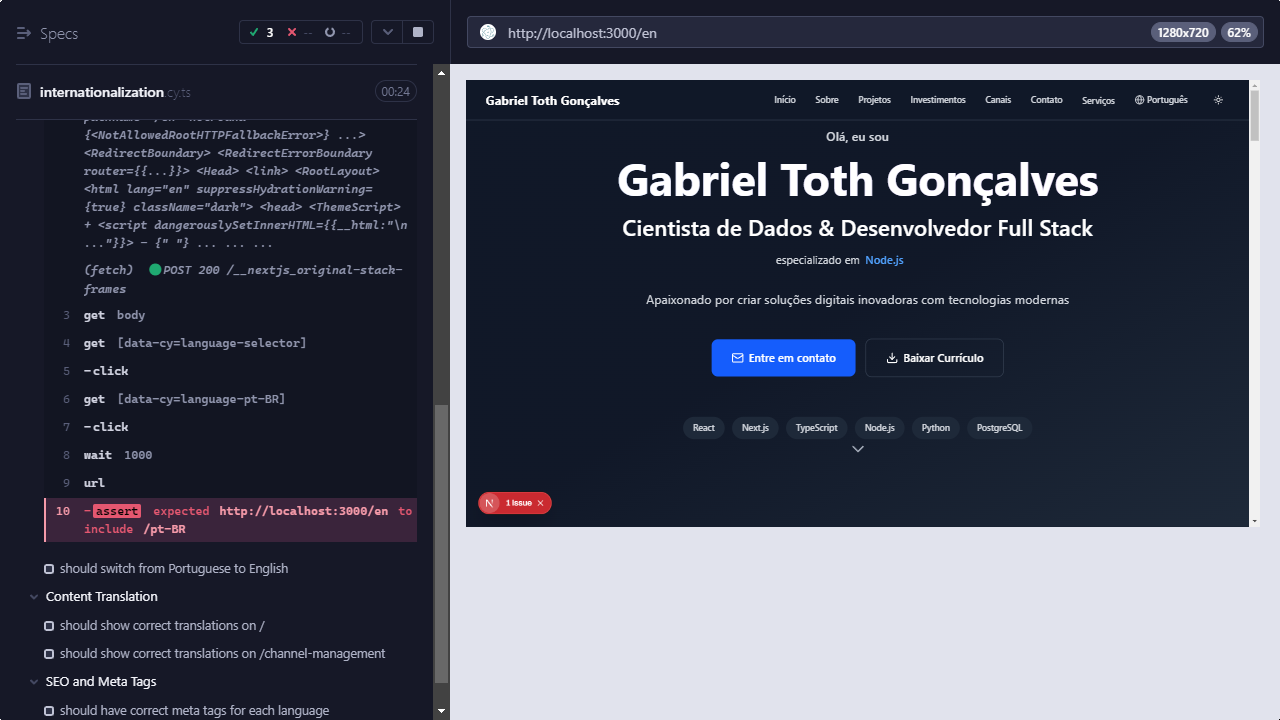 Specs
3
--
--
internationalization.cy.ts
00:24
{<NotAllowedRootHTTPFallbackError>} ...>
<RedirectBoundary> <RedirectErrorBoundary
router={{...}}> <Head> <link> <RootLayout>
<html lang="en" suppressHydrationWarning=
{true} className="dark"> <head> <ThemeScript>
+ <script dangerouslySetInnerHTML={{__html:"\n
..."}}> - {" "} ... ... ...
(fetch) POST 200 /__nextjs_original-stack-
frames
3 get body
4 get [data-cy=language-selector]
5 -click
6 get [data-cy=language-pt-BR]
7 -click
8 wait 1000
9 url
10 -assert expected http://localhost:3000/en to
include /pt-BR
should switch from Portuguese to English
Content Translation
should show correct translations on /
should show correct translations on /channel-management
SEO and Meta Tags
should have correct meta tags for each language
http://localhost:3000/en
1280x720
62%
Gabriel Toth Gonçalves
Início
Sobre
Projetos
Investimentos
Canais
Contato
Serviços
Português
Olá, eu sou
Gabriel Toth Gonçalves
Cientista de Dados & Desenvolvedor Full Stack
especializado em Node.js
Apaixonado por criar soluções digitais inovadoras com tecnologias modernas
Entre em contato
Baixar Currículo
React
Next.js
TypeScript
Node.js
Python
PostgreSQL
N 1 Issue